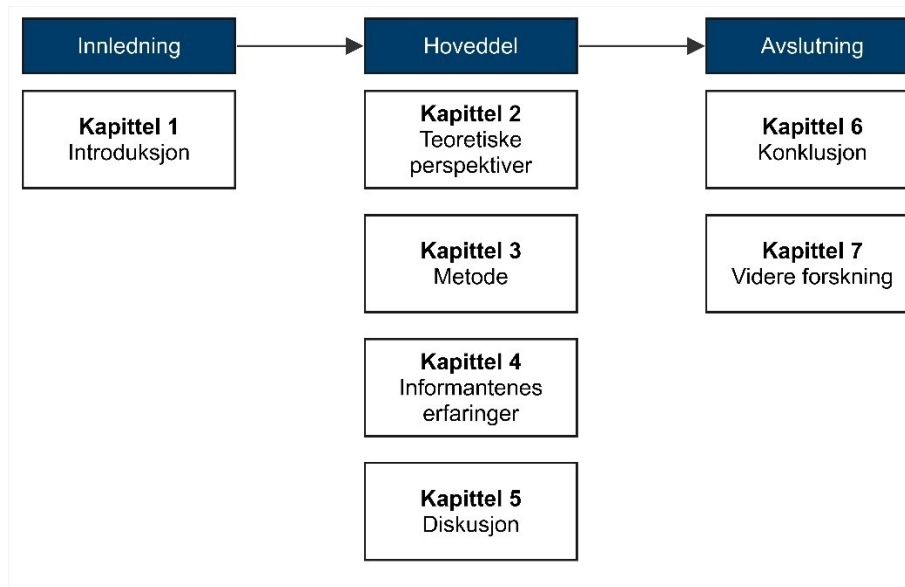 Innledning
Hoveddel
Avslutning
Kapittel 1
Introduksjon
Kapittel 2
Teoretiske
perspektiver
Kapittel 3
Metode
Kapittel 4
Informantenes
erfaringer
Kapittel 5
Diskusjon
Kapittel 6
Konklusjon
Kapittel 7
Videre forskning